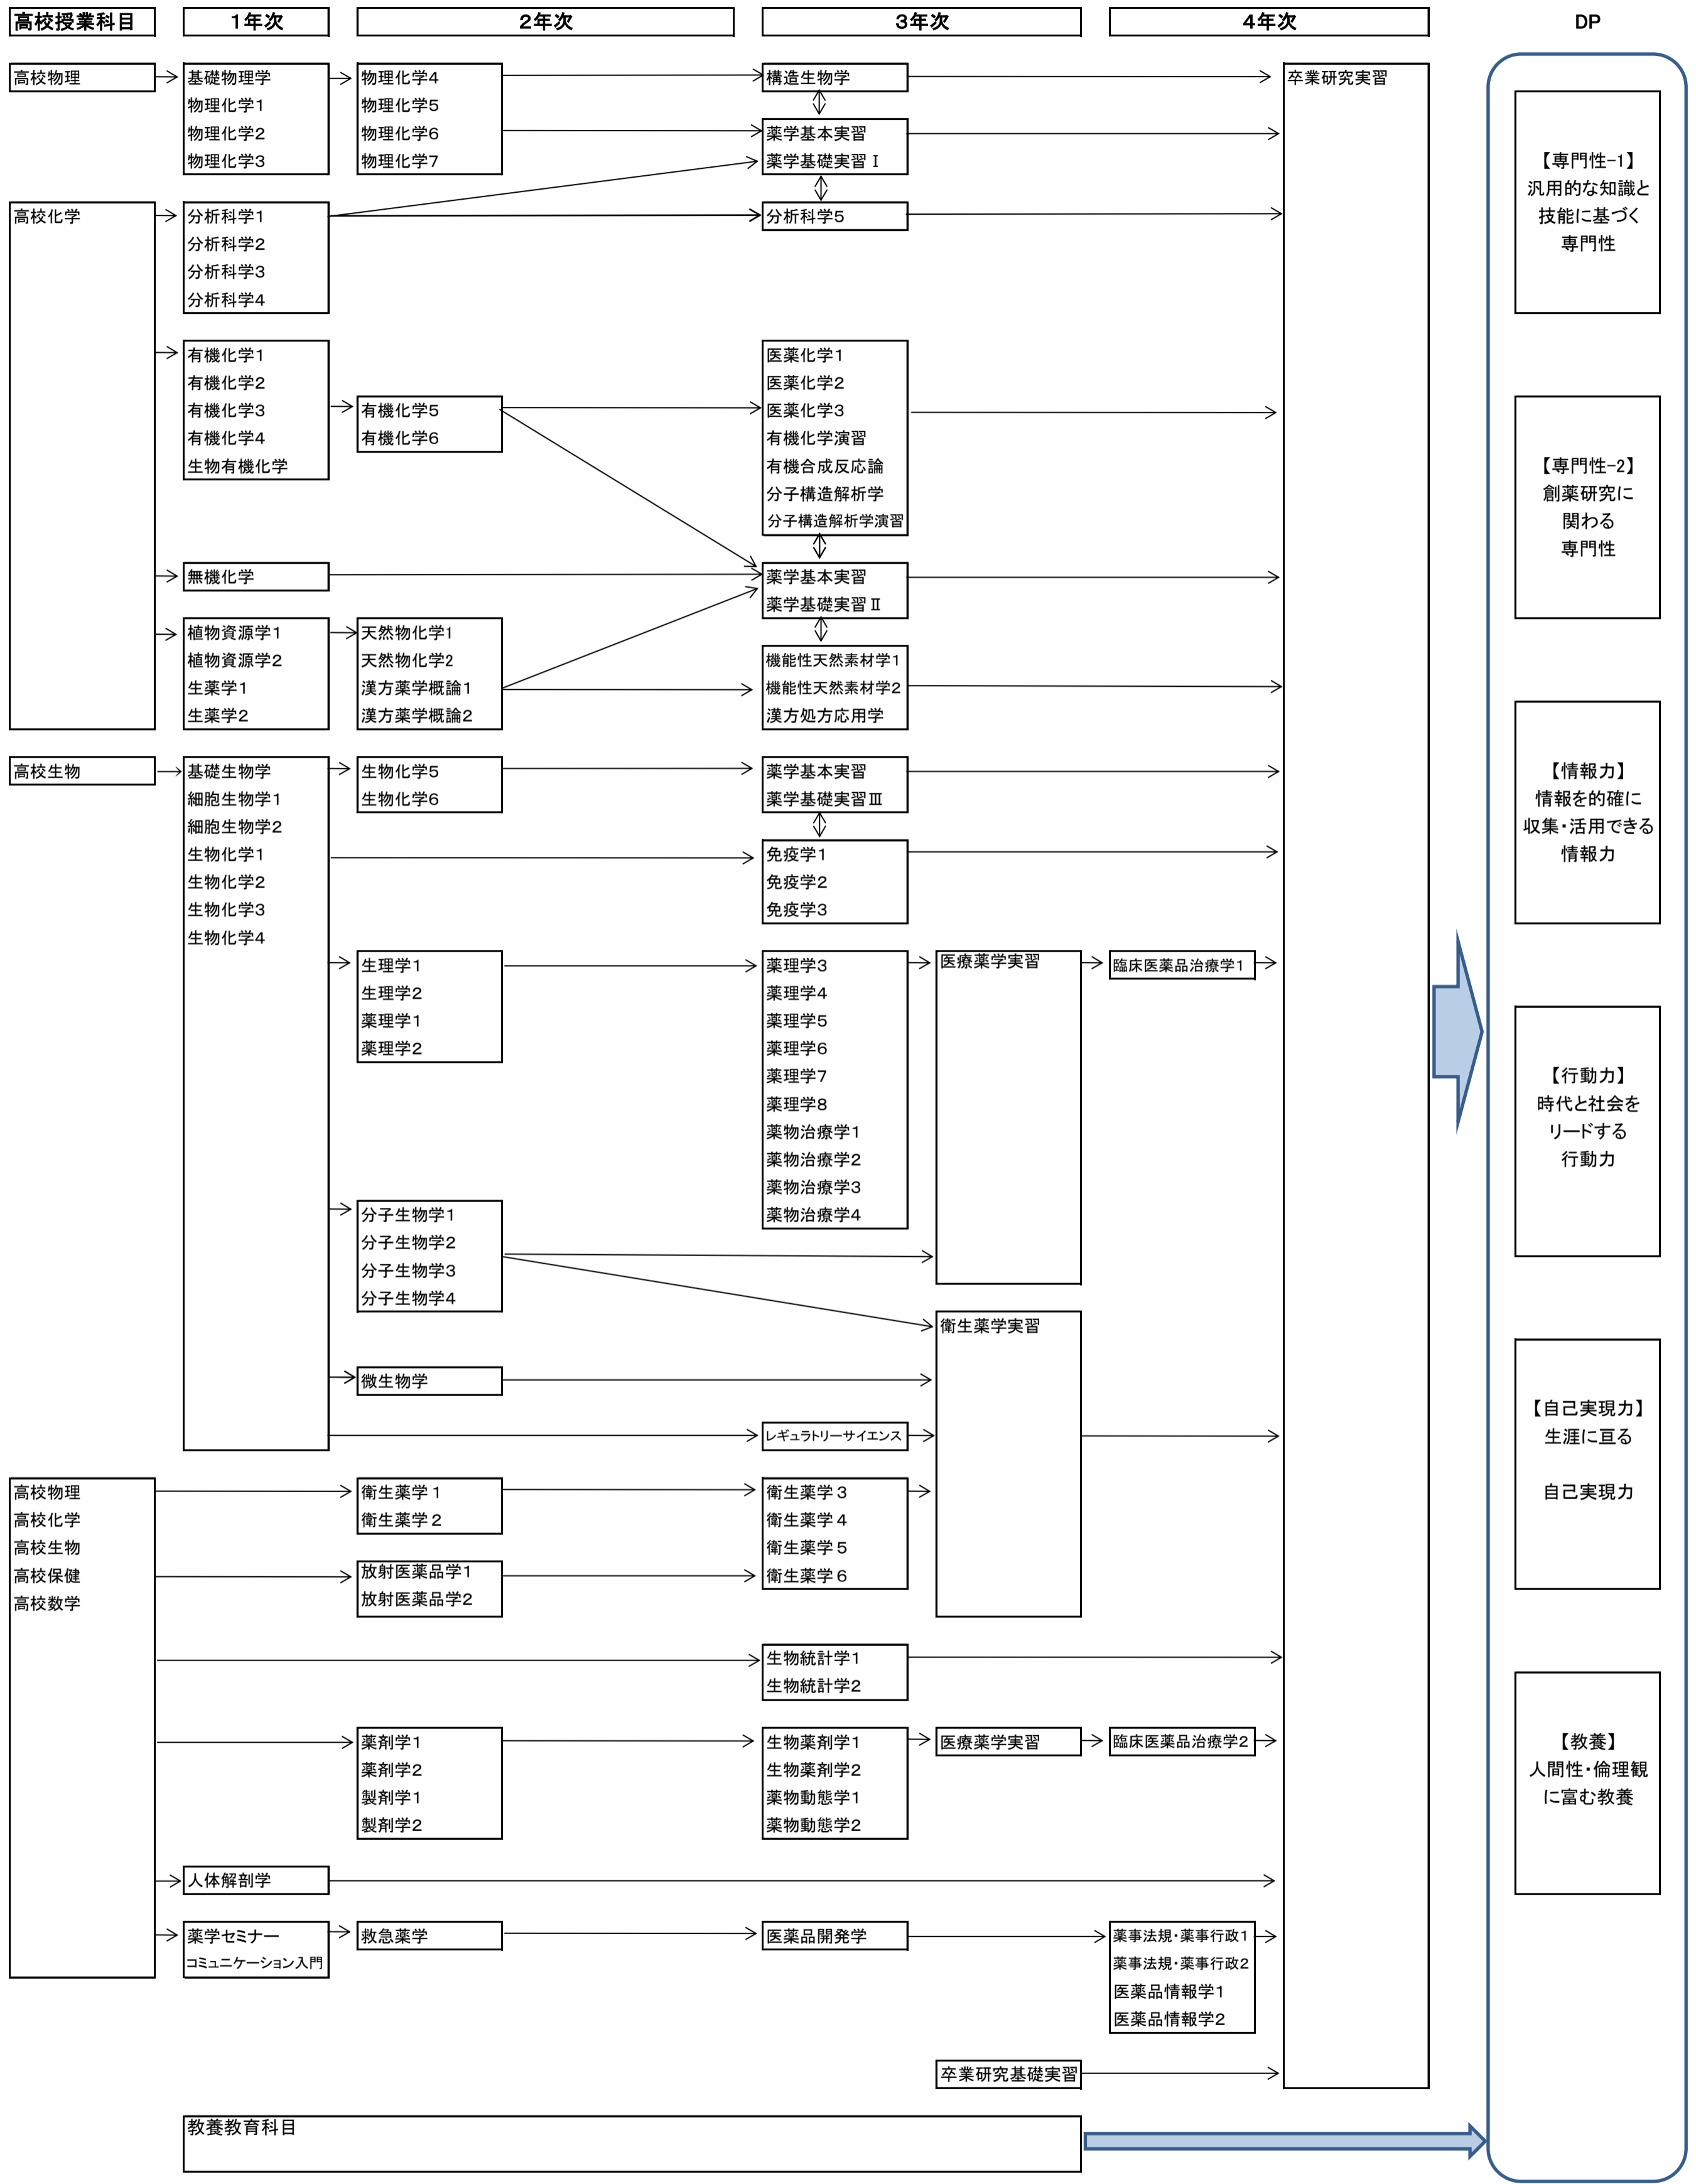 高校授業科目
1年次
2年次
3年次
4年次
DP
高校物理
基礎物理学
物理化学1
物理化学2
物理化学3
物理化学4
物理化学5
物理化学6
物理化学7
構造生物学
薬学基本実習
薬学基礎実習Ⅰ
卒業研究実習
高校化学
分析科学1
分析科学2
分析科学3
分析科学4
分析科学5
有機化学1
有機化学2
有機化学3
有機化学4
生物有機化学
有機化学5
有機化学6
医薬化学1
医薬化学2
医薬化学3
有機化学演習
有機合成反応論
分子構造解析学
分子構造解析学演習
無機化学
薬学基本実習
薬学基礎実習Ⅱ
植物資源学1
植物資源学2
生薬学1
生薬学2
天然物化学1
天然物化学2
漢方薬学概論1
漢方薬学概論2
機能性天然素材学1
機能性天然素材学2
漢方処方応用学
高校生物
基礎生物学
細胞生物学1
細胞生物学2
生物化学1
生物化学2
生物化学3
生物化学4
生物化学5
生物化学6
薬学基本実習
薬学基礎実習Ⅲ
免疫学1
免疫学2
免疫学3
生理学1
生理学2
薬理学1
薬理学2
薬理学3
薬理学4
薬理学5
薬理学6
薬理学7
薬理学8
薬物治療学1
薬物治療学2
薬物治療学3
薬物治療学4
医療薬学実習
臨床医薬品治療学1
分子生物学1
分子生物学2
分子生物学3
分子生物学4
衛生薬学実習
微生物学
レギュラトリーサイエンス
高校物理
高校化学
高校生物
高校保健
高校数学
衛生薬学1
衛生薬学2
衛生薬学3
衛生薬学4
衛生薬学5
衛生薬学6
放射医薬品学1
放射医薬品学2
生物統計学1
生物統計学2
薬剤学1
薬剤学2
製剤学1
製剤学2
生物薬剤学1
生物薬剤学2
薬物動態学1
薬物動態学2
医療薬学実習
臨床医薬品治療学2
人体解剖学
薬学セミナー
コミュニケーション入門
救急薬学
医薬品開発学
薬事法規・薬事行政1
薬事法規・薬事行政2
医薬品情報学1
医薬品情報学2
卒業研究基礎実習
教養教育科目
【専門性-1】
汎用的な知識と
技能に基づく
専門性
【専門性-2】
創薬研究に
関わる
専門性
【情報力】
情報を的確に
収集・活用できる
情報力
【行動力】
時代と社会を
リードする
行動力
【自己実現力】
生涯に亘る
自己実現力
【教養】
人間性・倫理観
に富む教養